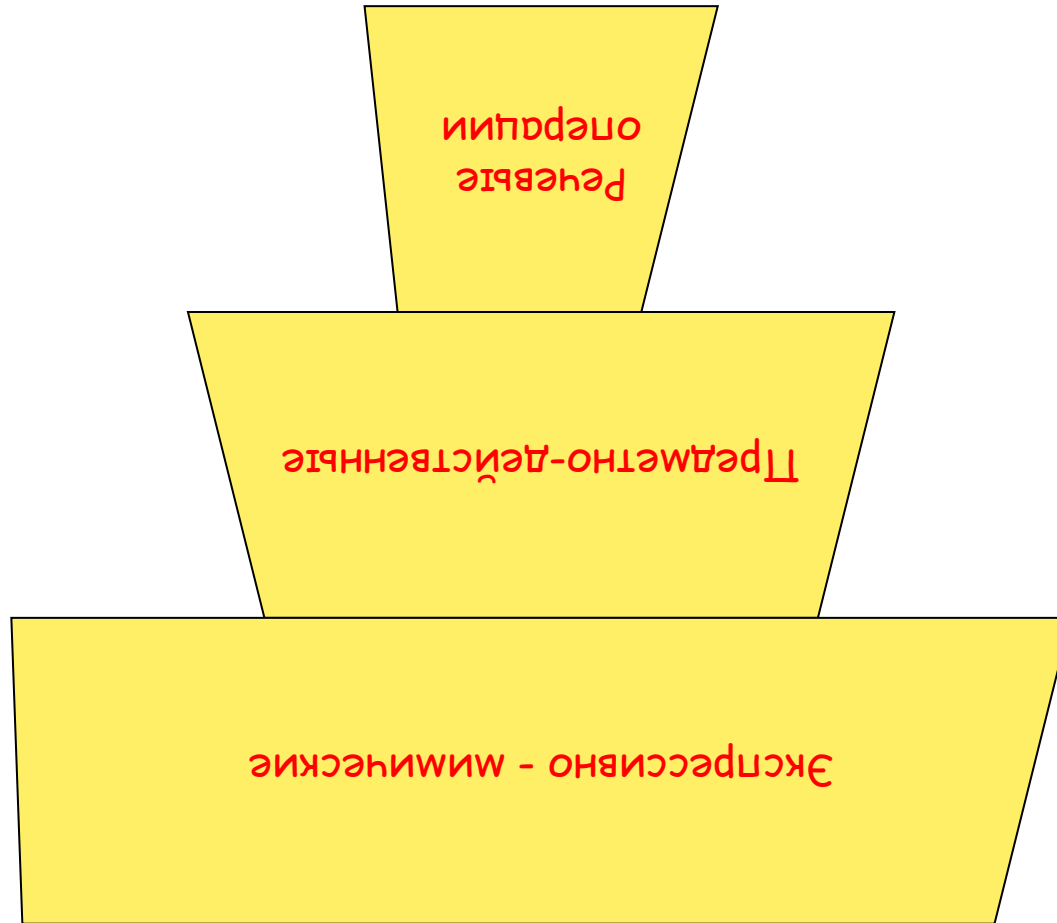 Экспрессивно - мимические
Предметно-действенные
Речевые
операции